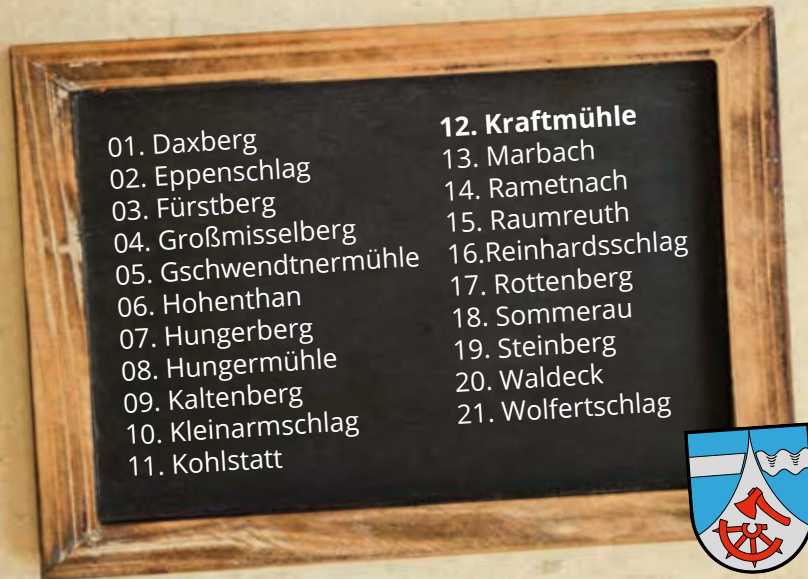 01. Daxberg
02. Eppenschlag
03. Fürstberg
04. Großmisselberg
05. Gschwendtnermühle
06. Hohenthan
07. Hungerberg
08. Hungermühle
09. Kaltenberg
10. Kleinarmschlag
11. Kohlstatt
12. Kraftmühle
13. Marbach
14. Rametnach
15. Raumreuth
16.Reinhardsschlag
17. Rottenberg
18. Sommerau
19. Steinberg
20. Waldeck
21. Wolfertschlag